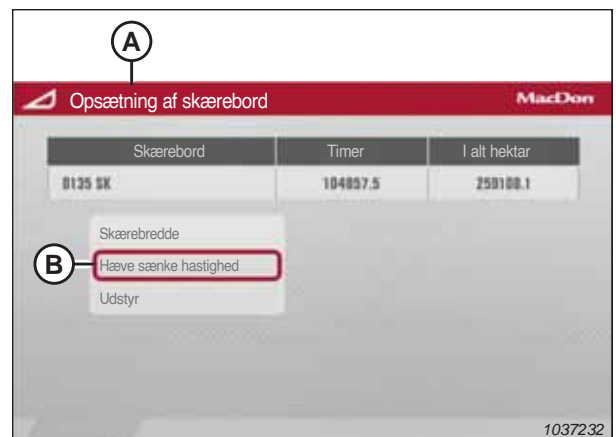 A
Opsætning af skærebord MacDon
Skærebord Timer I alt hektar
0135 SK 104857.5 259108.1
Skærebredde
B Hæve sænke hastighed
Udstyr
1037232